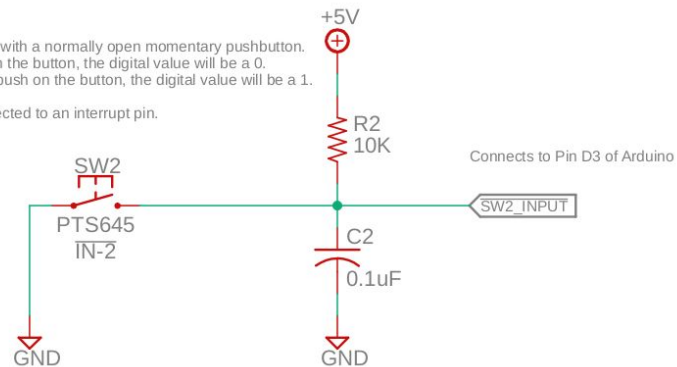 +5V
with a normally open momentary pushbutton.
the button, the digital value will be a 0.
push on the button, the digital value will be a 1.
ected to an interrupt pin.
R2
10K
Connects to Pin D3 of Arduino
SW2
SW2_INPUT
PTS645
IN-2
C2
0.1uF
GND
GND